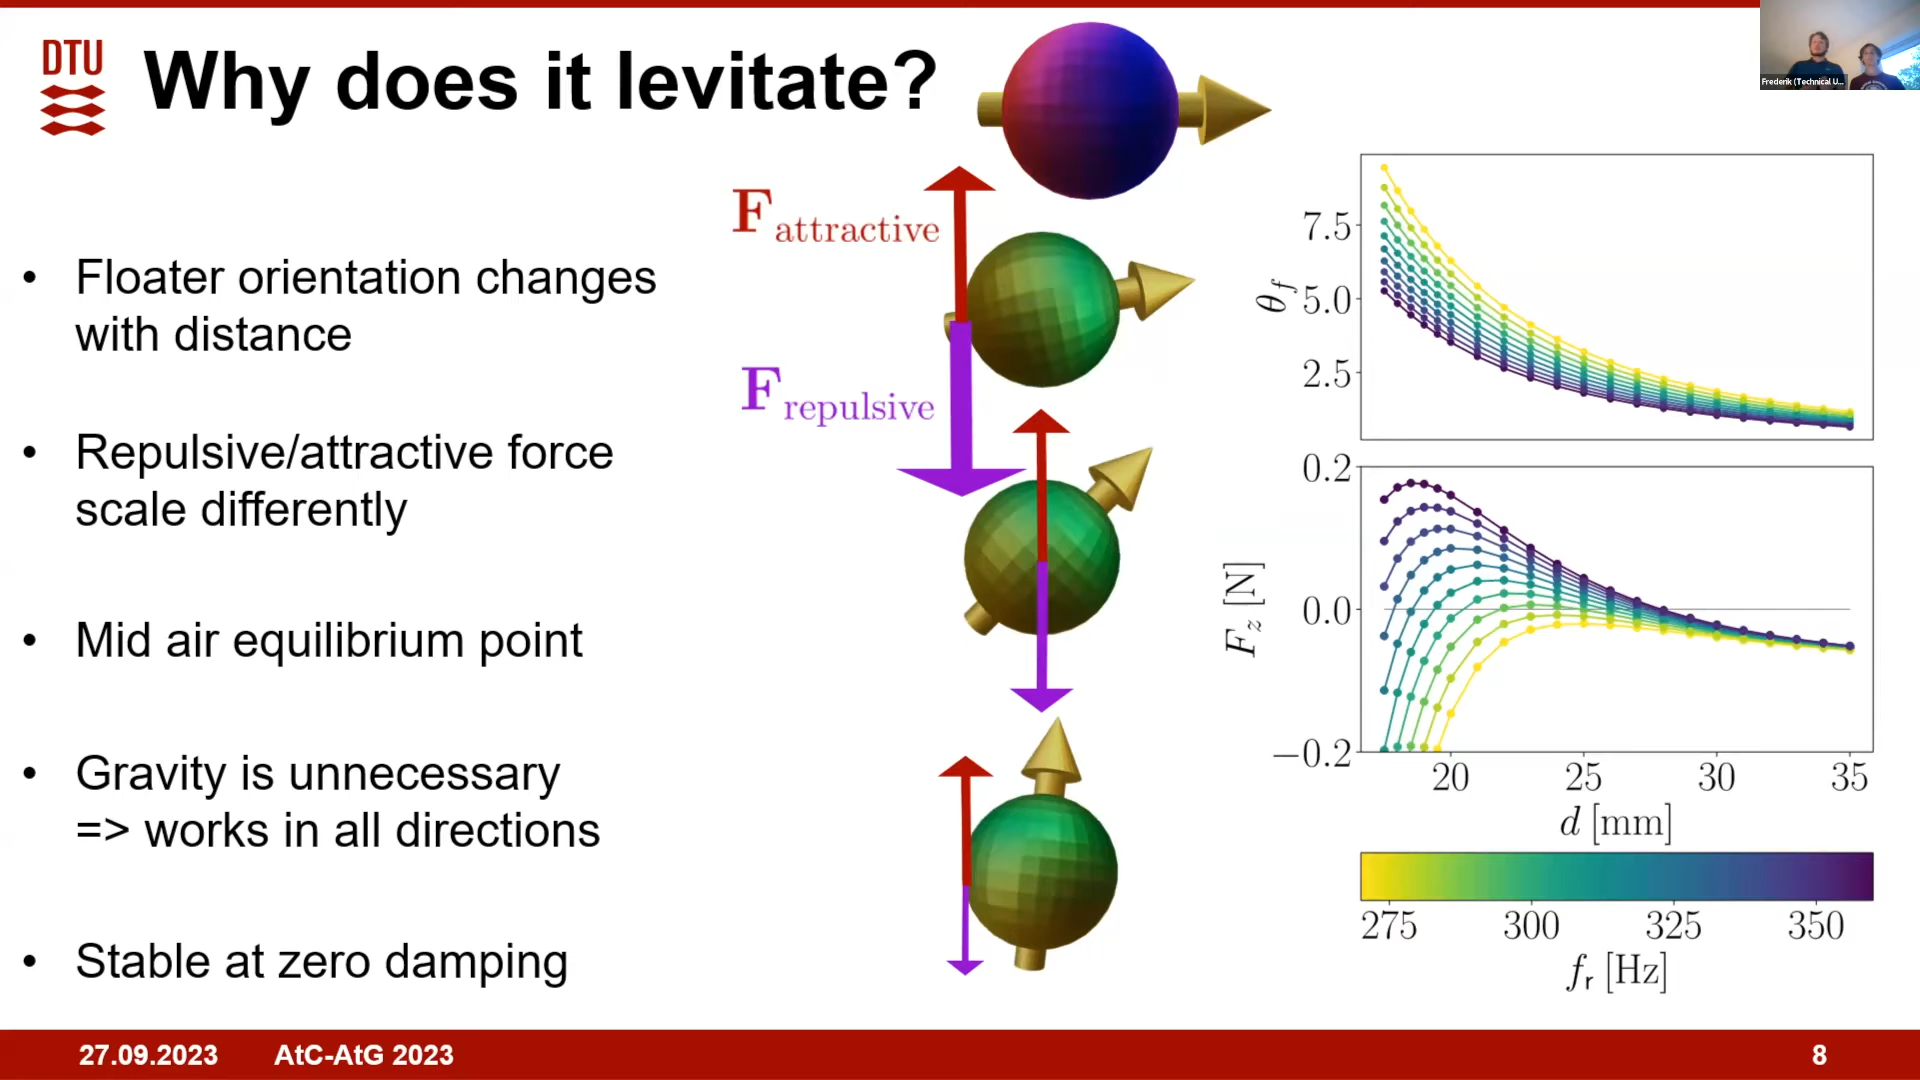 DTU
Why does it levitate?
Frederik (Technical U...
• Floater orientation changes
with distance
• Repulsive/attractive force
scale differently
• Mid air equilibrium point
• Gravity is unnecessary
=> works in all directions
• Stable at zero damping
F attractive
F repulsive
θf
7.5
5.0
2.5
Fz [N]
0.2
0.0
−0.2
20 25 30 35
d [mm]
275 300 325 350
fr [Hz]
27.09.2023 AtC-AtG 2023 8